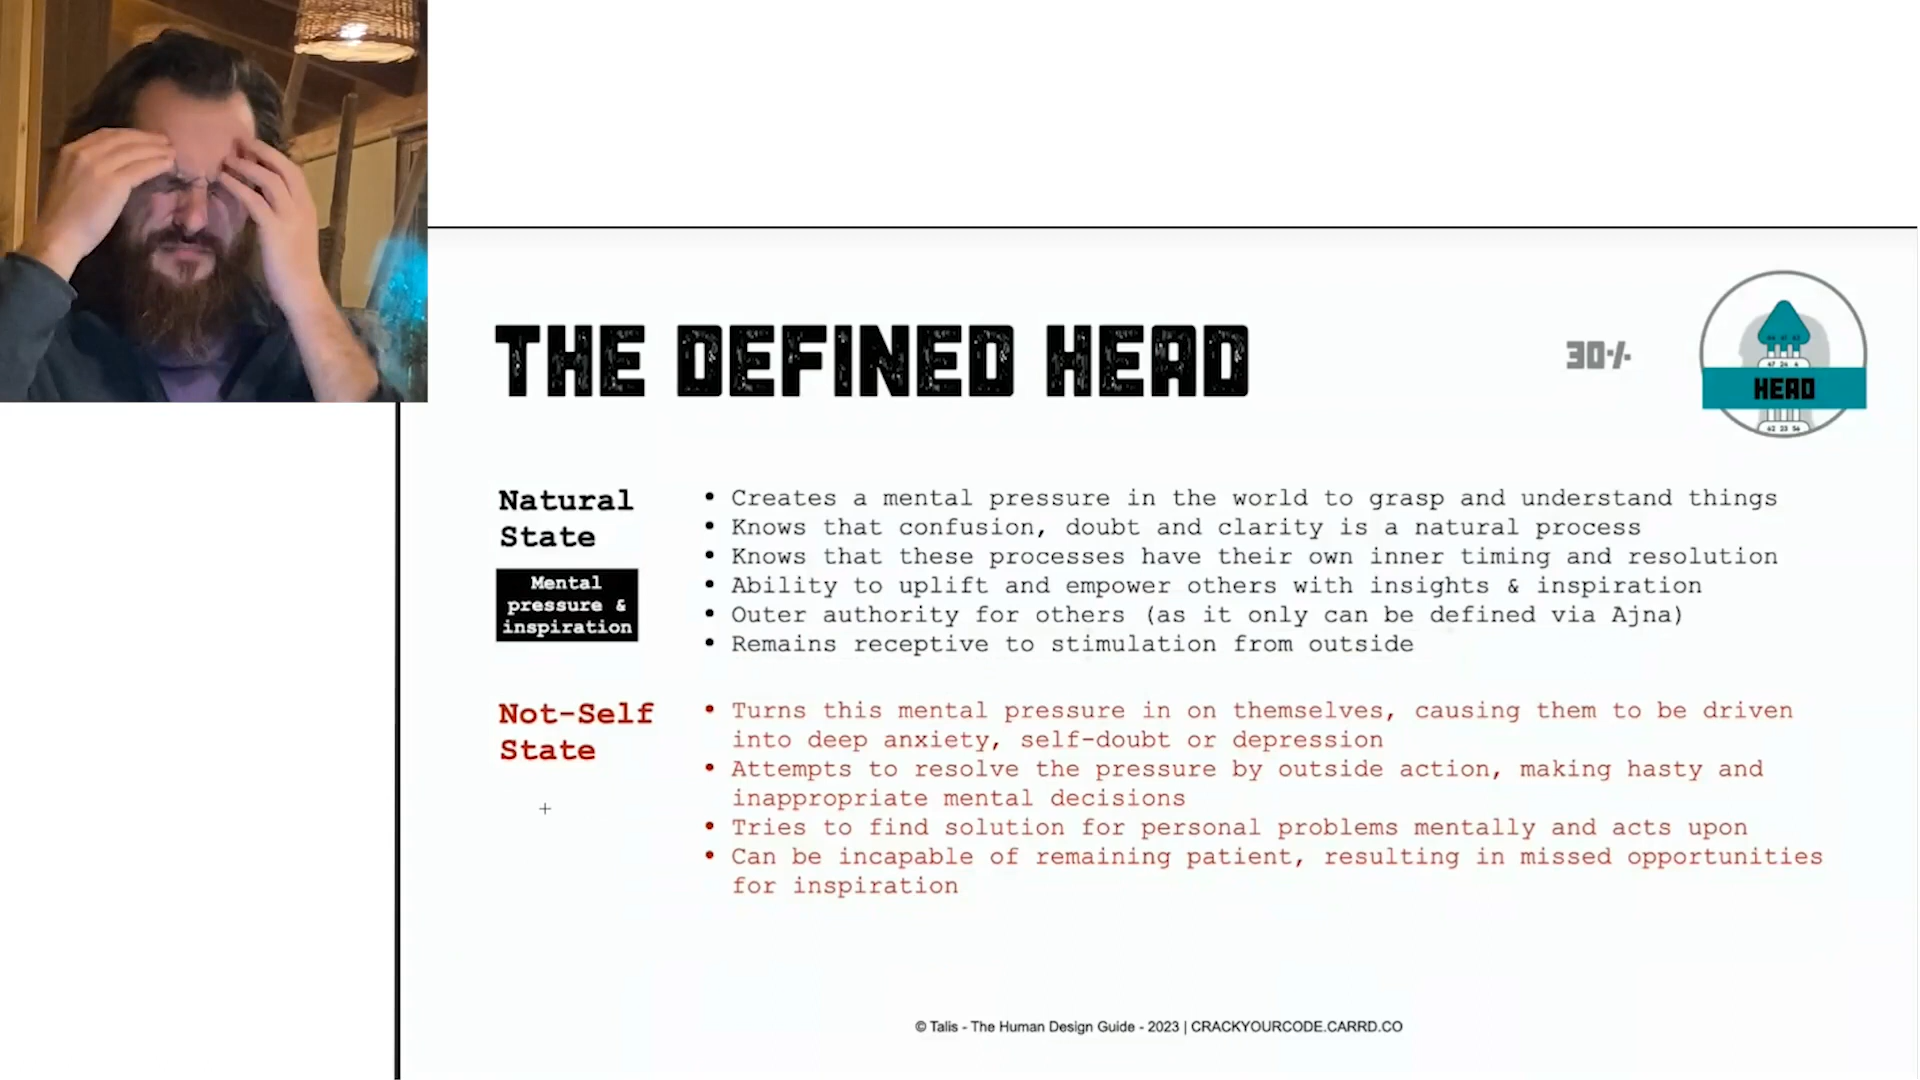 THE DEFINED HEAD
30%
HEAD
Natural
State
Mental
pressure &
inspiration
• Creates a mental pressure in the world to grasp and understand things
• Knows that confusion, doubt and clarity is a natural process
• Knows that these processes have their own inner timing and resolution
• Ability to uplift and empower others with insights & inspiration
• Outer authority for others (as it only can be defined via Ajna)
• Remains receptive to stimulation from outside
Not-Self
State
• Turns this mental pressure in on themselves, causing them to be driven
into deep anxiety, self-doubt or depression
• Attempts to resolve the pressure by outside action, making hasty and
inappropriate mental decisions
• Tries to find solution for personal problems mentally and acts upon
• Can be incapable of remaining patient, resulting in missed opportunities
for inspiration
© Talis - The Human Design Guide - 2023 | CRACKYOURCODE.CARRD.CO